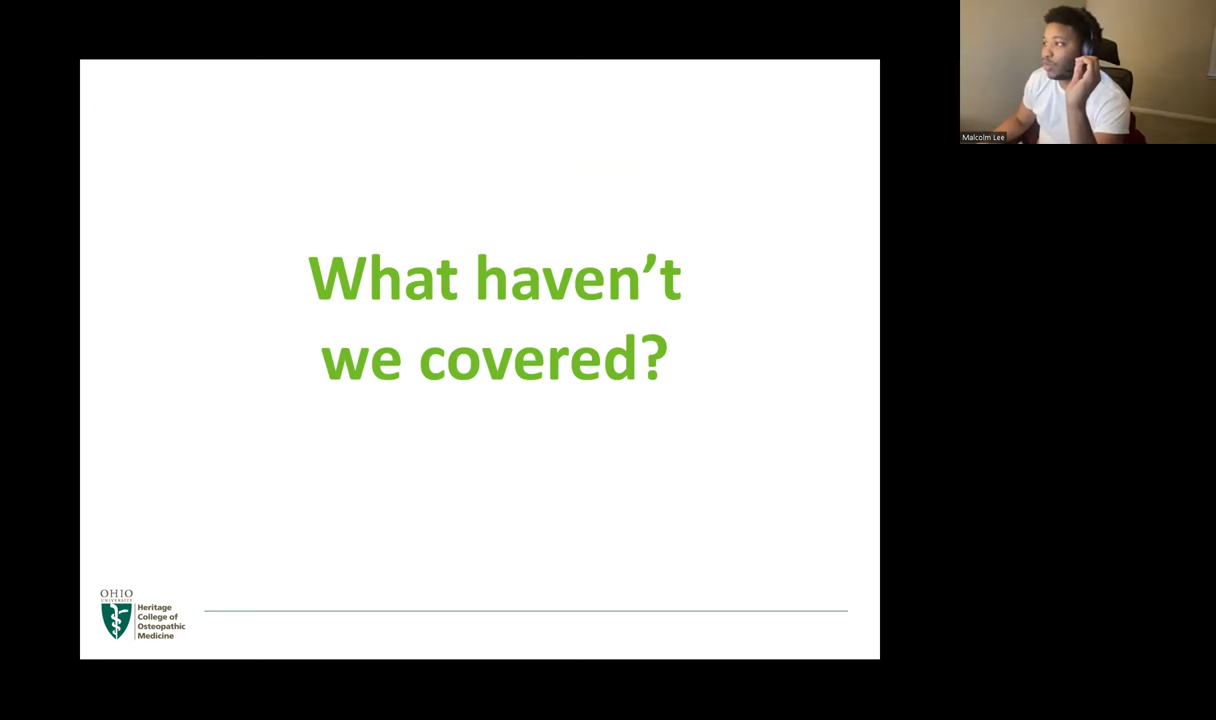 Malcolm Lee
What haven’t
we covered?
OHIO
UNIVERSITY
Heritage
College of
Osteopathic
Medicine